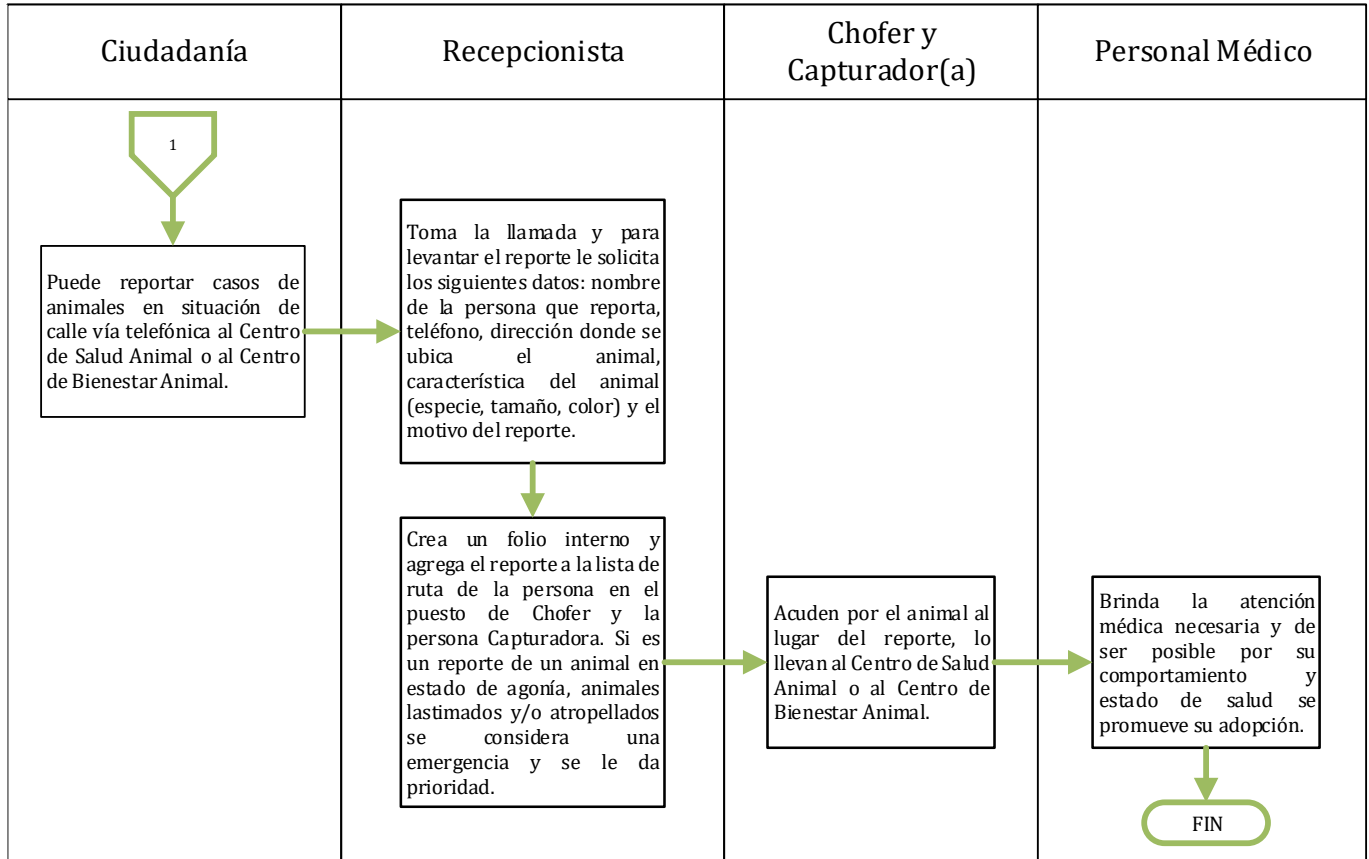 Ciudadanía
Recepcionista
Chofer y
Capturador(a)
Personal Médico
1
Puede reportar casos de
animales en situación de
calle vía telefónica al Centro
de Salud Animal o al Centro
de Bienestar Animal.
Toma la llamada y para
levantar el reporte le solicita
los siguientes datos: nombre
de la persona que reporta,
teléfono, dirección donde se
ubica el animal,
característica del animal
(especie, tamaño, color) y el
motivo del reporte.
Crea un folio interno y
agrega el reporte a la lista de
ruta de la persona en el
puesto de Chofer y la
persona Capturadora. Si es
un reporte de un animal en
estado de agonía, animales
lastimados y/o atropellados
se considera una
emergencia y se le da
prioridad.
Acuden por el animal al
lugar del reporte, lo
llevan al Centro de Salud
Animal o al Centro de
Bienestar Animal.
Brinda la atención
médica necesaria y de
ser posible por su
comportamiento y
estado de salud se
promueve su adopción.
FIN